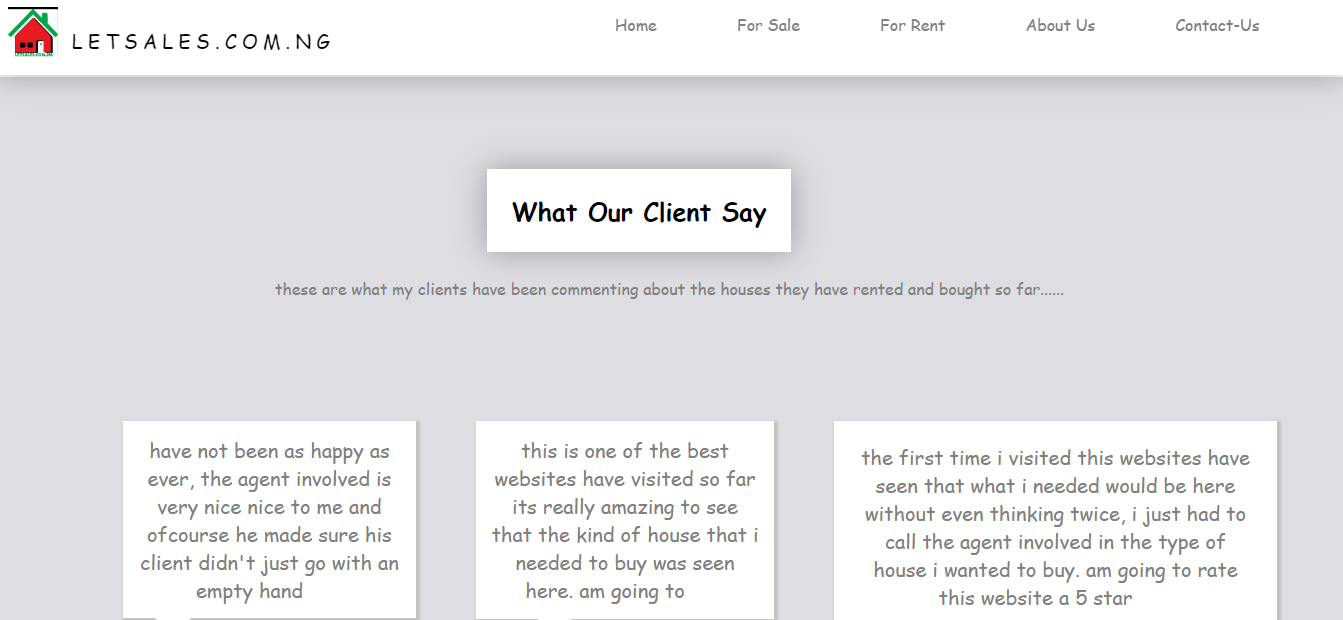 LETSALES.COM.NG
Home
For Sale
For Rent
About Us
Contact-Us
What Our Client Say
these are what my clients have been commenting about the houses they have rented and bought so far......
have not been as happy as
ever, the agent involved is
very nice nice to me and
ofcourse he made sure his
client didn't just go with an
empty hand
this is one of the best
websites have visited so far
its really amazing to see
that the kind of house that i
needed to buy was seen
here. am going to
the first time i visited this websites have
seen that what i needed would be here
without even thinking twice, i just had to
call the agent involved in the type of
house i wanted to buy. am going to rate
this website a 5 star